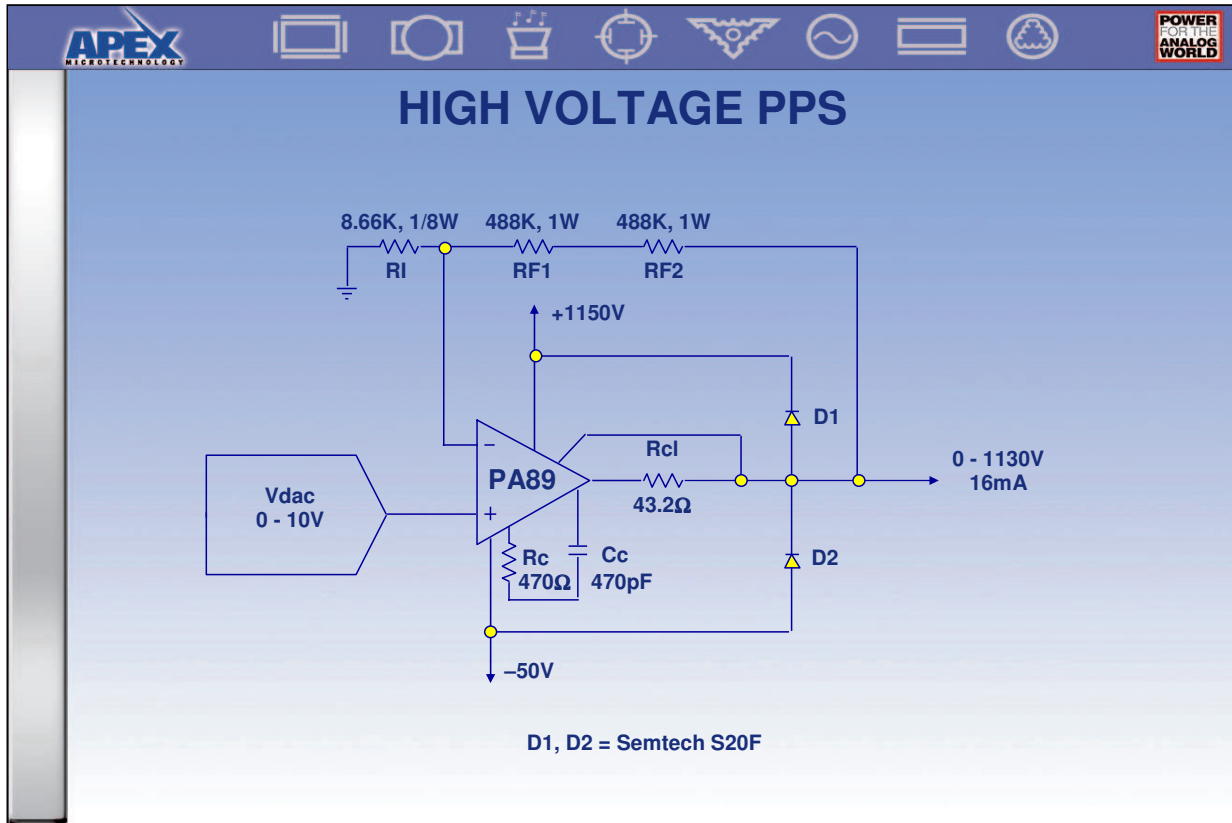 APEX
MICROTECHNOLOGY
POWER
FOR THE
ANALOG
WORLD
HIGH VOLTAGE PPS
8.66K, 1/8W
488K, 1W
488K, 1W
RI
RF1
RF2
+1150V
D1
Rcl
0 - 1130V
16mA
−
PA89
Vdac
0 - 10V
43.2Ω
+
Rc
470Ω
Cc
470pF
D2
–50V
D1, D2 = Semtech S20F